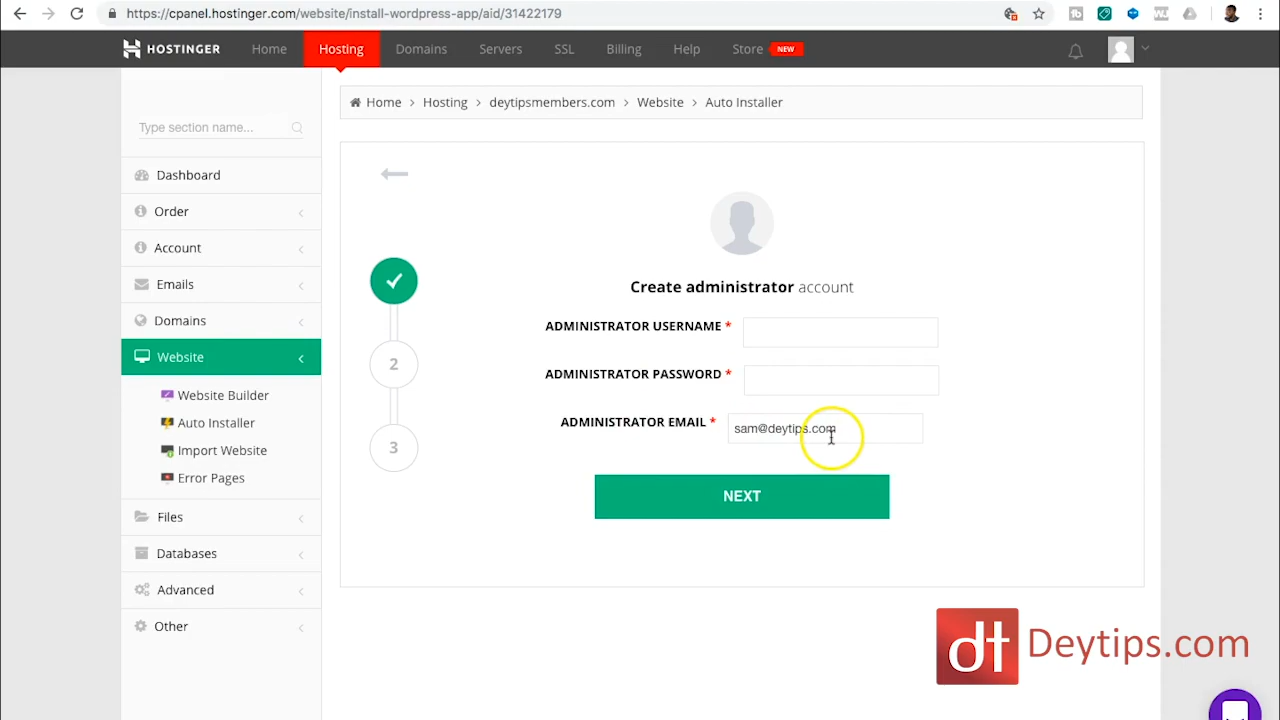 https://cpanel.hostinger.com/website/install-wordpress-app/aid/31422179
HOSTINGER Home Hosting Domains Servers SSL Billing Help Store NEW
Type section name...
Home > Hosting > deytipsmembers.com > Website > Auto Installer
Dashboard
Order
Account
Emails
Domains
Website
Website Builder
Auto Installer
Import Website
Error Pages
Files
Databases
Advanced
Other
2
3
Create administrator account
ADMINISTRATOR USERNAME *
ADMINISTRATOR PASSWORD *
ADMINISTRATOR EMAIL * sam@deytips.com
NEXT
dt Deytips.com